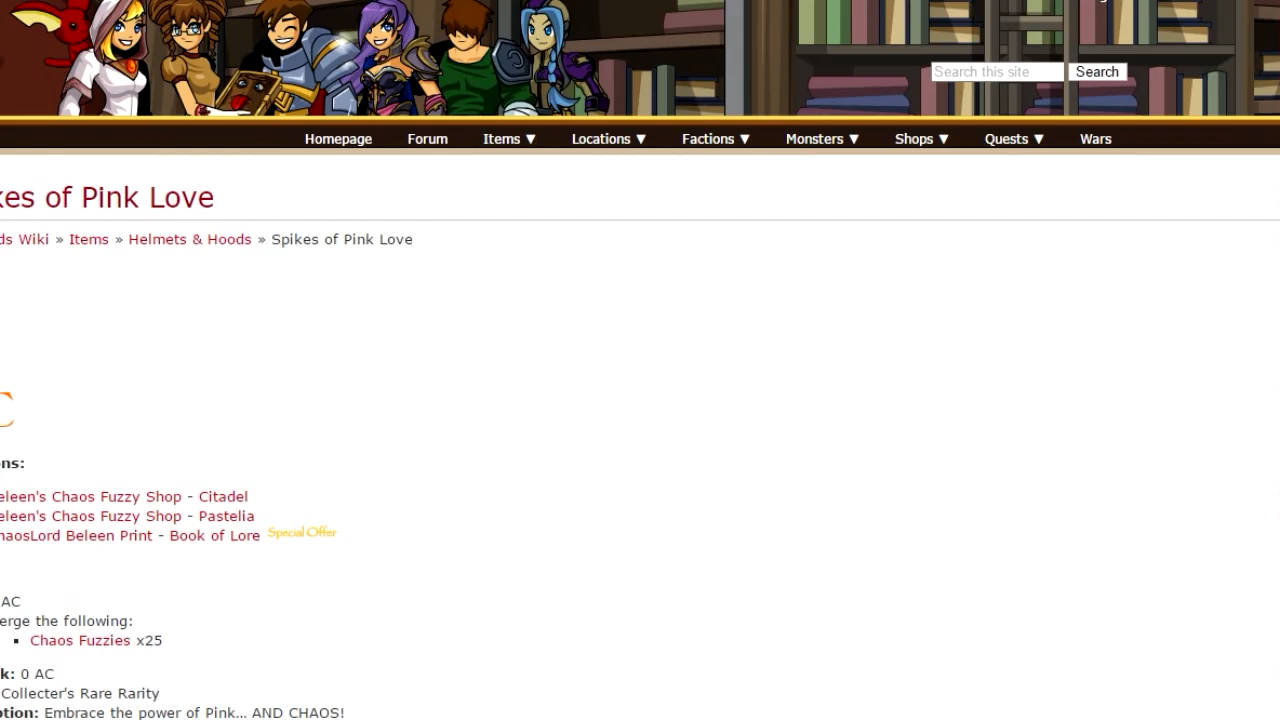 Search this site Search
Homepage Forum Items ▼ Locations ▼ Factions ▼ Monsters ▼ Shops ▼ Quests ▼ Wars
kes of Pink Love
ds Wiki » Items » Helmets & Hoods » Spikes of Pink Love
C
ons:
eleen's Chaos Fuzzy Shop - Citadel
eleen's Chaos Fuzzy Shop - Pastelia
haosLord Beleen Print - Book of Lore Special Offer
AC
erge the following:
▪ Chaos Fuzzies x25
k: 0 AC
Collecter's Rare Rarity
ption: Embrace the power of Pink... AND CHAOS!